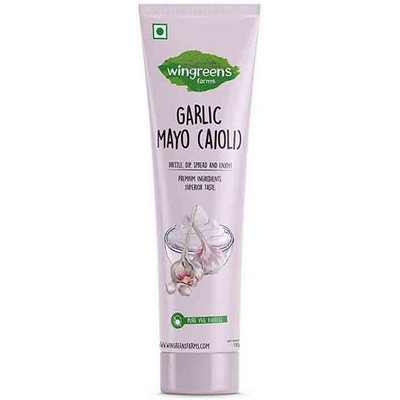 wingreens
farms
GARLIC
MAYO (AIOLI)
DRIZZLE, DIP, SPREAD AND ENJOY!
PREMIUM INGREDIENTS
SUPERIOR TASTE
WWW.WINGREENSFARMS.COM